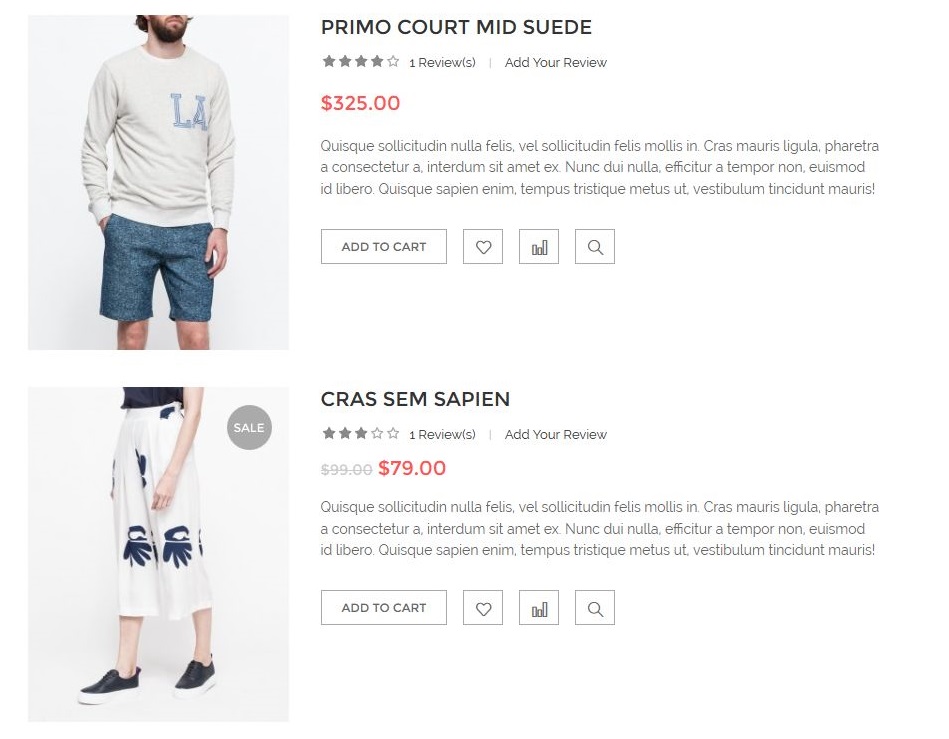 PRIMO COURT MID SUEDE
1 Review(s) | Add Your Review
$325.00
Quisque sollicitudin nulla felis, vel sollicitudin felis mollis in. Cras mauris ligula, pharetra
a consectetur a, interdum sit amet ex. Nunc dui nulla, efficitur a tempor non, euismod
id libero. Quisque sapien enim, tempus tristique metus ut, vestibulum tincidunt mauris!
ADD TO CART
LA
CRAS SEM SAPIEN
1 Review(s) | Add Your Review
$99.00 $79.00
Quisque sollicitudin nulla felis, vel sollicitudin felis mollis in. Cras mauris ligula, pharetra
a consectetur a, interdum sit amet ex. Nunc dui nulla, efficitur a tempor non, euismod
id libero. Quisque sapien enim, tempus tristique metus ut, vestibulum tincidunt mauris!
ADD TO CART
SALE